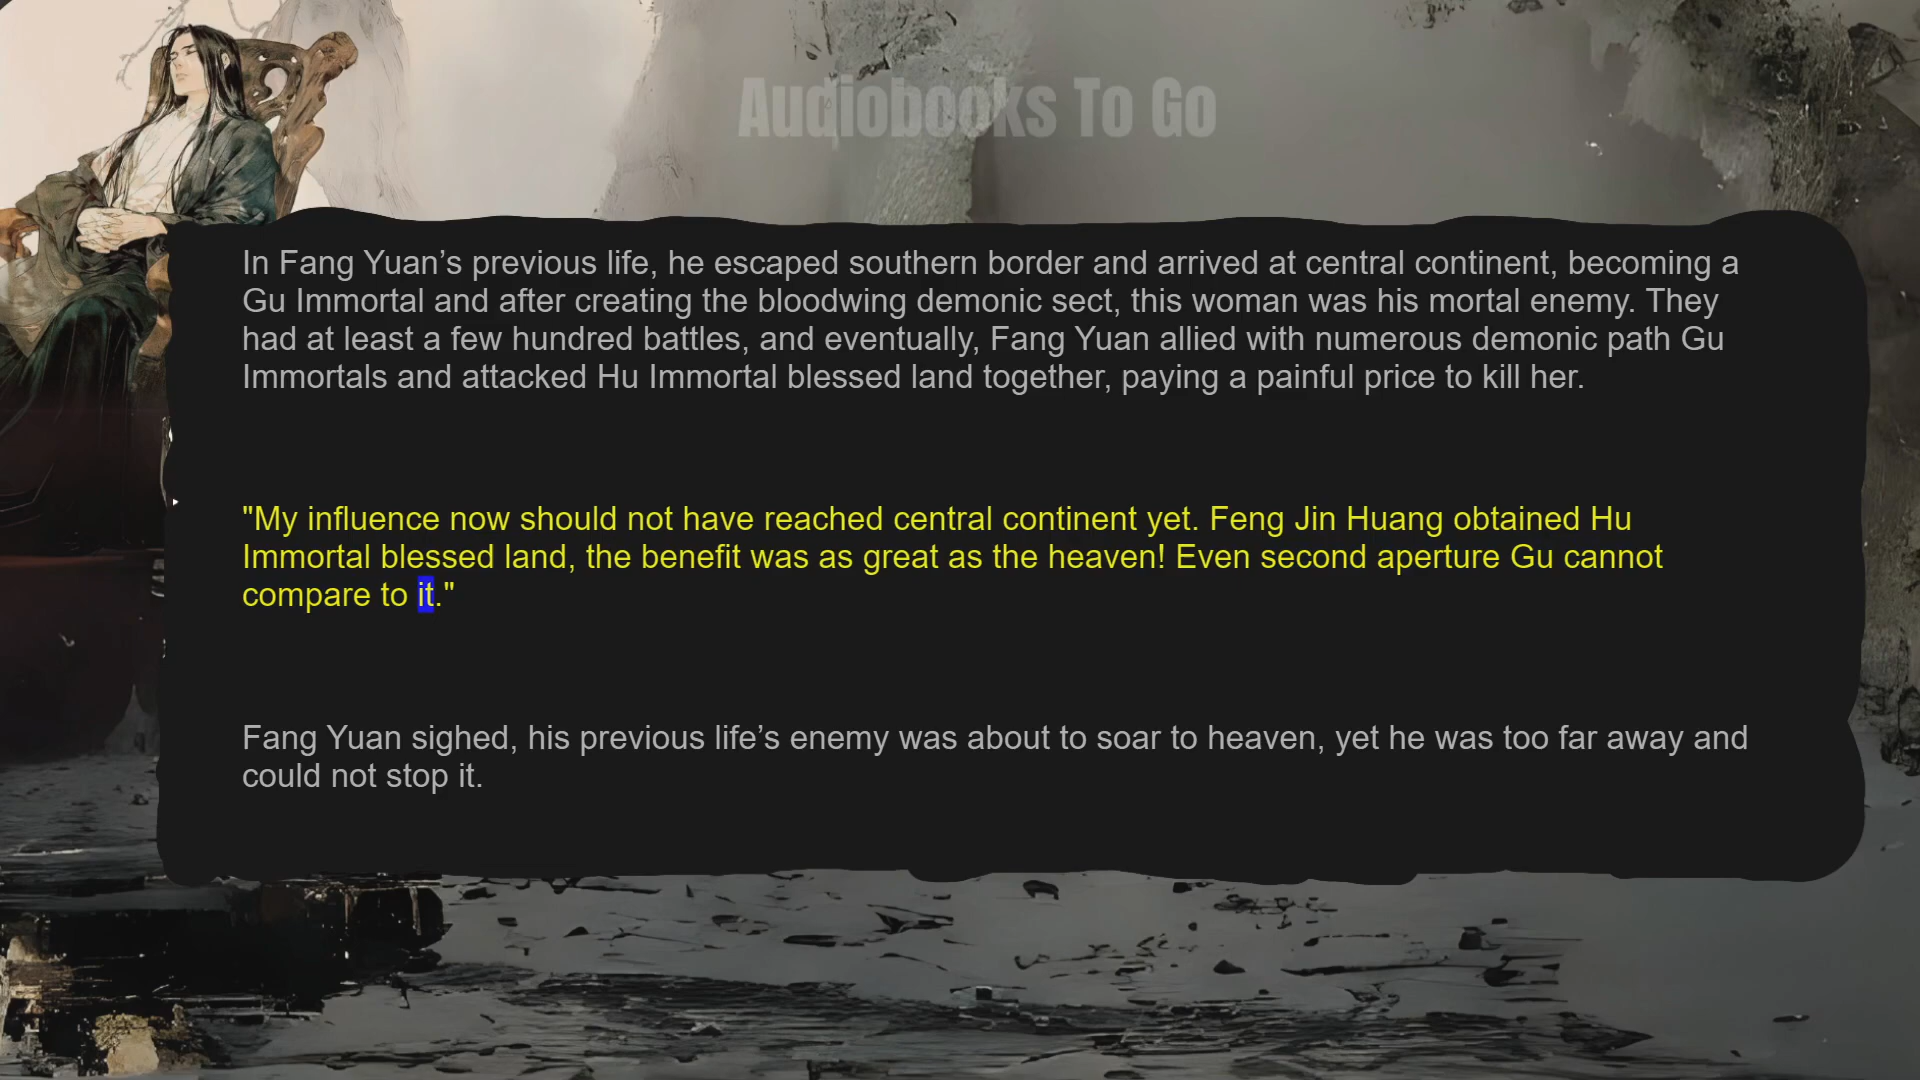 Audiobooks To Go
In Fang Yuan’s previous life, he escaped southern border and arrived at central continent, becoming a
Gu Immortal and after creating the bloodwing demonic sect, this woman was his mortal enemy. They
had at least a few hundred battles, and eventually, Fang Yuan allied with numerous demonic path Gu
Immortals and attacked Hu Immortal blessed land together, paying a painful price to kill her.
"My influence now should not have reached central continent yet. Feng Jin Huang obtained Hu
Immortal blessed land, the benefit was as great as the heaven! Even second aperture Gu cannot
compare to it."
Fang Yuan sighed, his previous life’s enemy was about to soar to heaven, yet he was too far away and
could not stop it.